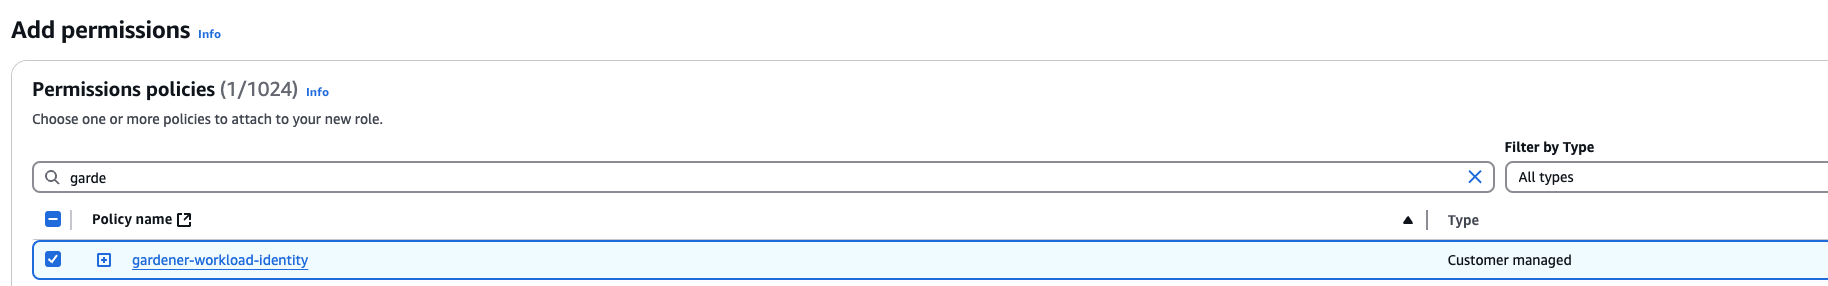 Add permissions Info
Permissions policies (1/1024) Info
Choose one or more policies to attach to your new role.
Filter by Type
garde
All types
Policy name
Type
gardener-workload-identity
Customer managed